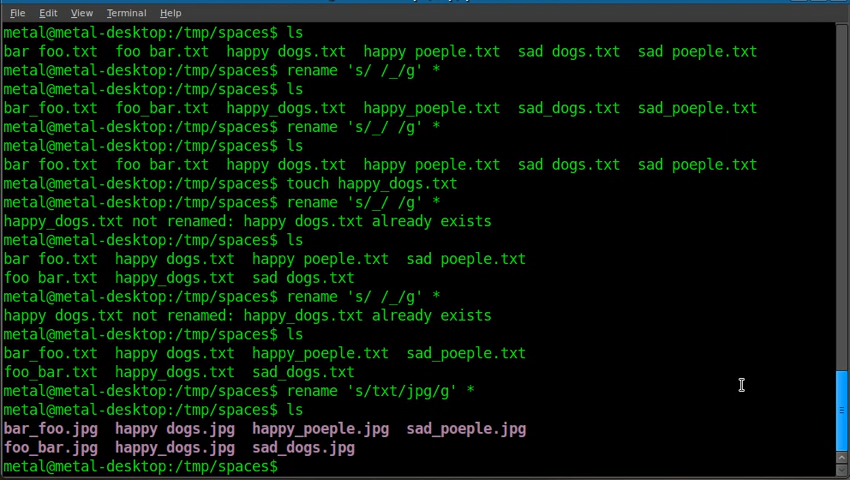 File Edit View Terminal Help
metal@metal-desktop:/tmp/spaces$ ls
bar foo.txt  foo bar.txt  happy dogs.txt  happy poeple.txt  sad dogs.txt  sad poeple.txt
metal@metal-desktop:/tmp/spaces$ rename 's/ /_/g' *
metal@metal-desktop:/tmp/spaces$ ls
bar_foo.txt  foo_bar.txt  happy_dogs.txt  happy_poeple.txt  sad_dogs.txt  sad_poeple.txt
metal@metal-desktop:/tmp/spaces$ rename 's/_/ /g' *
metal@metal-desktop:/tmp/spaces$ ls
bar foo.txt  foo bar.txt  happy dogs.txt  happy poeple.txt  sad dogs.txt  sad poeple.txt
metal@metal-desktop:/tmp/spaces$ touch happy_dogs.txt
metal@metal-desktop:/tmp/spaces$ rename 's/_/ /g' *
happy_dogs.txt not renamed: happy dogs.txt already exists
metal@metal-desktop:/tmp/spaces$ ls
bar foo.txt  happy dogs.txt  happy poeple.txt  sad poeple.txt
foo bar.txt  happy_dogs.txt  sad dogs.txt
metal@metal-desktop:/tmp/spaces$ rename 's/ /_/g' *
happy dogs.txt not renamed: happy_dogs.txt already exists
metal@metal-desktop:/tmp/spaces$ ls
bar_foo.txt  happy dogs.txt  happy_poeple.txt  sad_poeple.txt
foo_bar.txt  happy_dogs.txt  sad_dogs.txt
metal@metal-desktop:/tmp/spaces$ rename 's/txt/jpg/g' *
metal@metal-desktop:/tmp/spaces$ ls
bar_foo.jpg  happy dogs.jpg  happy_poeple.jpg  sad_poeple.jpg
foo_bar.jpg  happy_dogs.jpg  sad_dogs.jpg
metal@metal-desktop:/tmp/spaces$